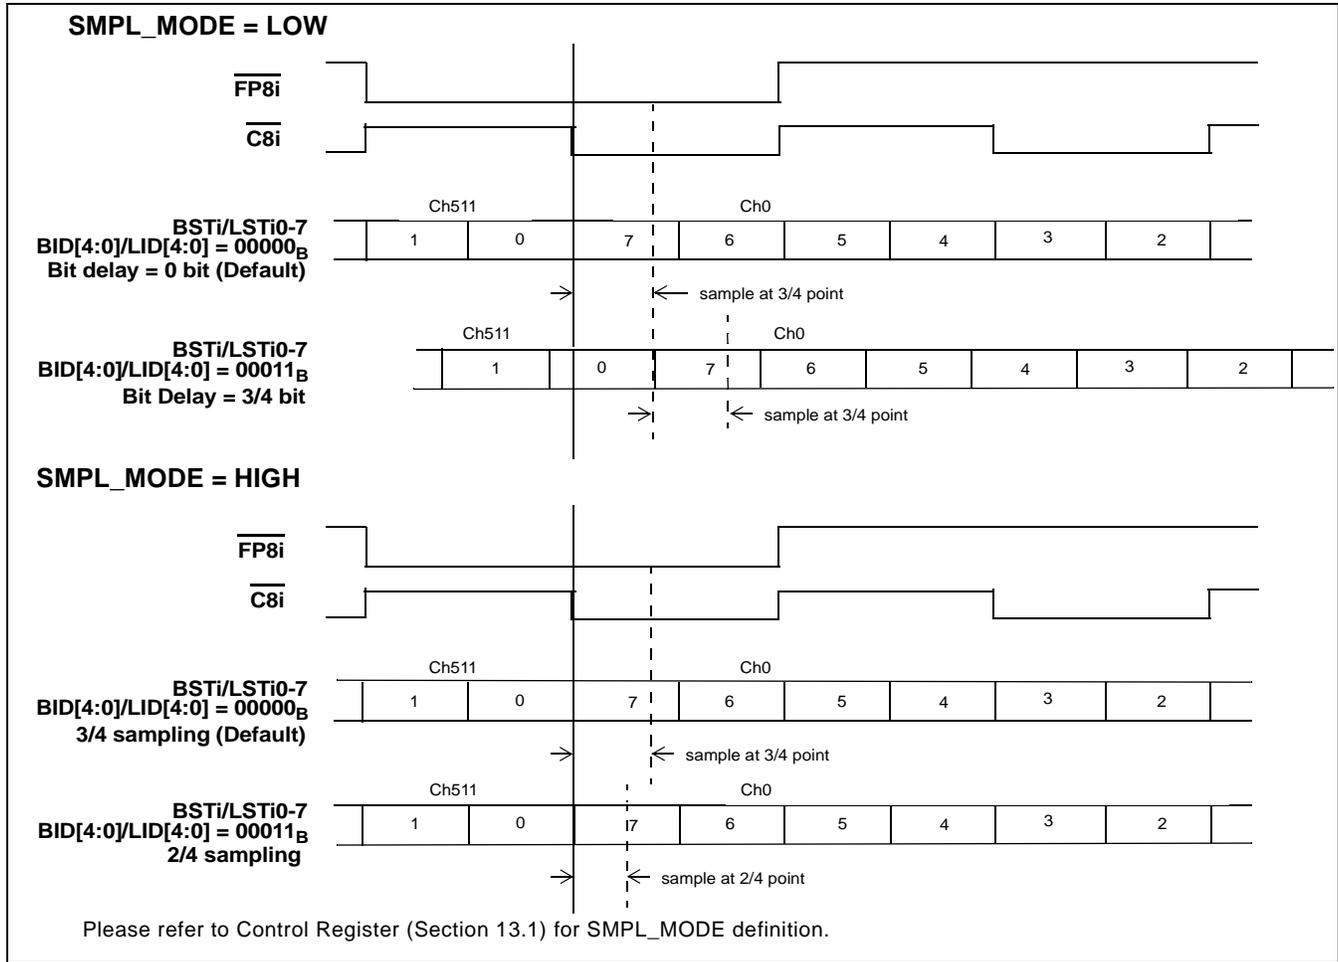 SMPL_MODE = LOW
FP8i
C8i
Ch511 Ch0
BSTi/LSTi0-7
BID[4:0]/LID[4:0] = 00000B
Bit delay = 0 bit (Default)
1 0 7 6 5 4 3 2
sample at 3/4 point
Ch511 Ch0
BSTi/LSTi0-7
BID[4:0]/LID[4:0] = 00011B
Bit Delay = 3/4 bit
1 0 7 6 5 4 3 2
sample at 3/4 point
SMPL_MODE = HIGH
FP8i
C8i
Ch511 Ch0
BSTi/LSTi0-7
BID[4:0]/LID[4:0] = 00000B
3/4 sampling (Default)
1 0 7 6 5 4 3 2
sample at 3/4 point
Ch511 Ch0
BSTi/LSTi0-7
BID[4:0]/LID[4:0] = 00011B
2/4 sampling
1 0 7 6 5 4 3 2
sample at 2/4 point
Please refer to Control Register (Section 13.1) for SMPL_MODE definition.